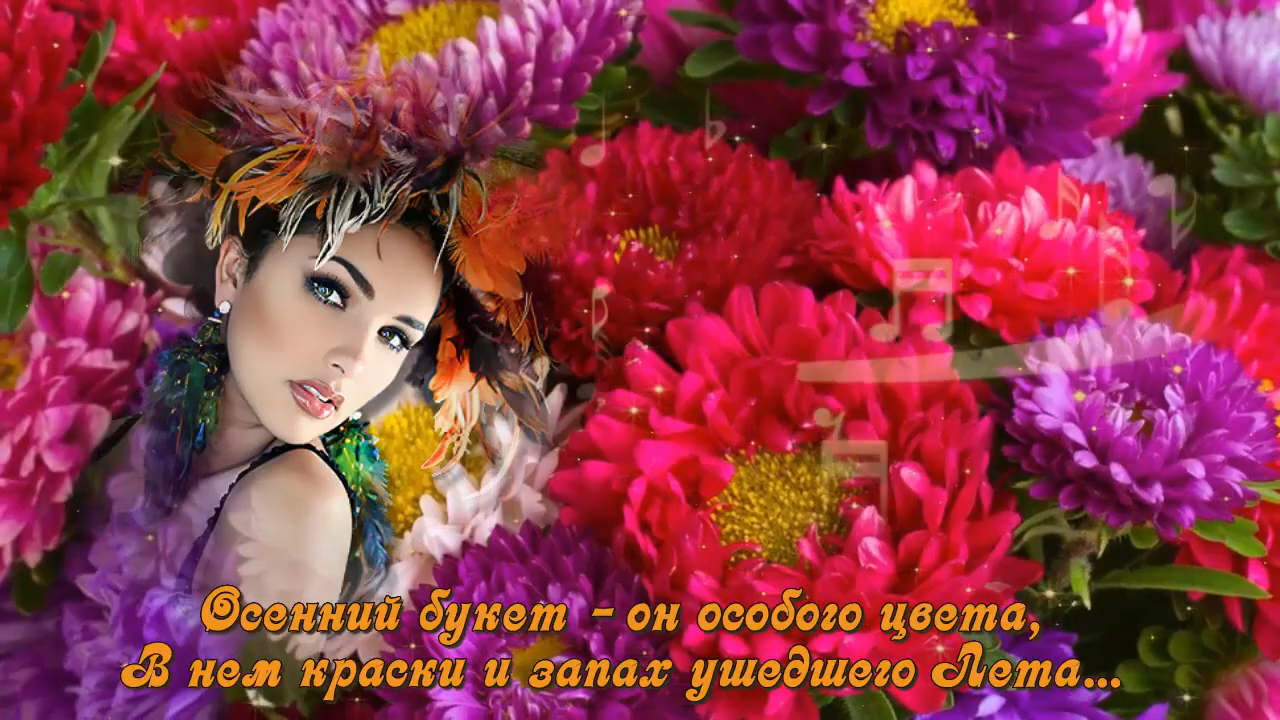 Осенний букет – он особого цвета,
В нем краски и запах ушедшего Лета...